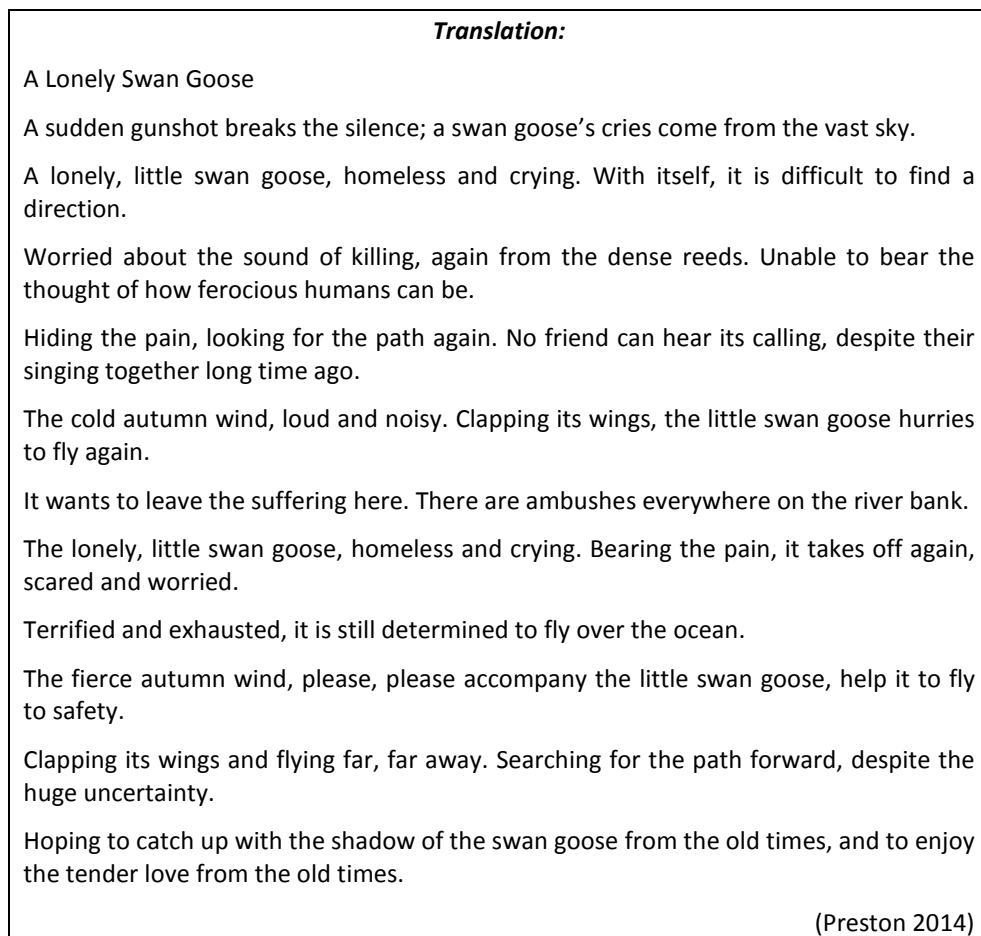 Translation:
A Lonely Swan Goose
A sudden gunshot breaks the silence; a swan goose's cries come from the vast sky.
A lonely, little swan goose, homeless and crying. With itself, it is difficult to find a
direction.
Worried about the sound of killing, again from the dense reeds. Unable to bear the
thought of how ferocious humans can be.
Hiding the pain, looking for the path again. No friend can hear its calling, despite their
singing together long time ago.
The cold autumn wind, loud and noisy. Clapping its wings, the little swan goose hurries
to fly again.
It wants to leave the suffering here. There are ambushes everywhere on the river bank.
The lonely, little swan goose, homeless and crying. Bearing the pain, it takes off again,
scared and worried.
Terrified and exhausted, it is still determined to fly over the ocean.
The fierce autumn wind, please, please accompany the little swan goose, help it to fly
to safety.
Clapping its wings and flying far, far away. Searching for the path forward, despite the
huge uncertainty.
Hoping to catch up with the shadow of the swan goose from the old times, and to enjoy
the tender love from the old times.
(Preston 2014)